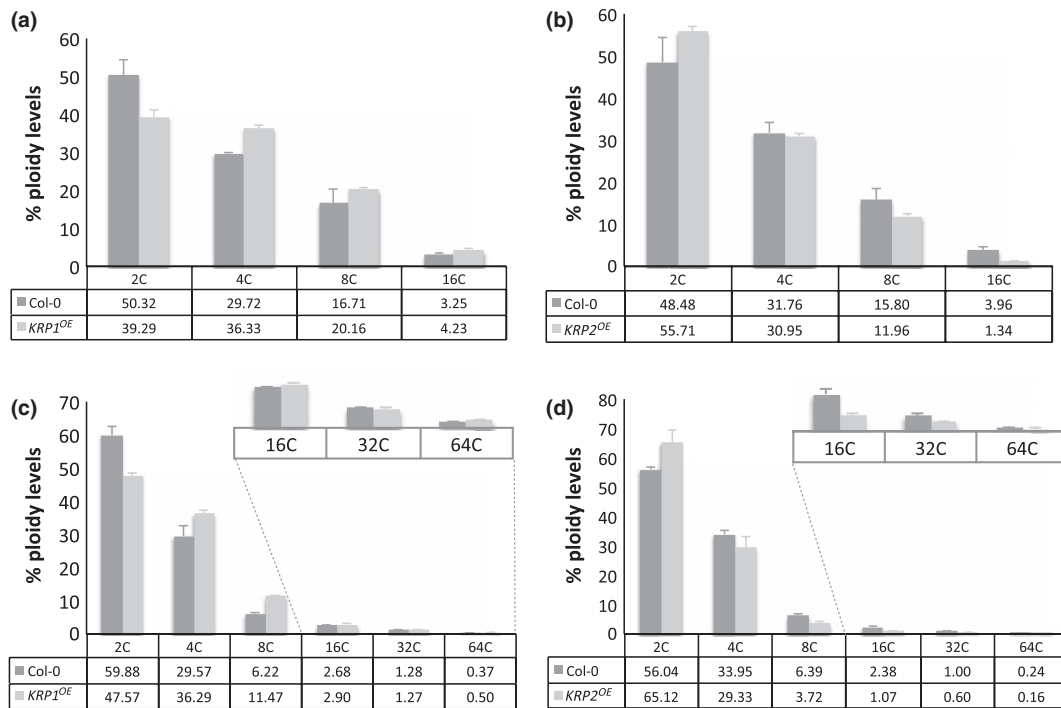 (a)
% ploidy levels
60
50
40
30
20
10
0
2C 4C 8C 16C
Col-0 50.32 29.72 16.71 3.25
KRP1OE 39.29 36.33 20.16 4.23
(b)
% ploidy levels
60
50
40
30
20
10
0
2C 4C 8C 16C
Col-0 48.48 31.76 15.80 3.96
KRP2OE 55.71 30.95 11.96 1.34
(c)
% ploidy levels
70
60
50
40
30
20
10
0
16C 32C 64C
2C 4C 8C 16C 32C 64C
Col-0 59.88 29.57 6.22 2.68 1.28 0.37
KRP1OE 47.57 36.29 11.47 2.90 1.27 0.50
(d)
% ploidy levels
80
70
60
50
40
30
20
10
0
16C 32C 64C
2C 4C 8C 16C 32C 64C
Col-0 56.04 33.95 6.39 2.38 1.00 0.24
KRP2OE 65.12 29.33 3.72 1.07 0.60 0.16